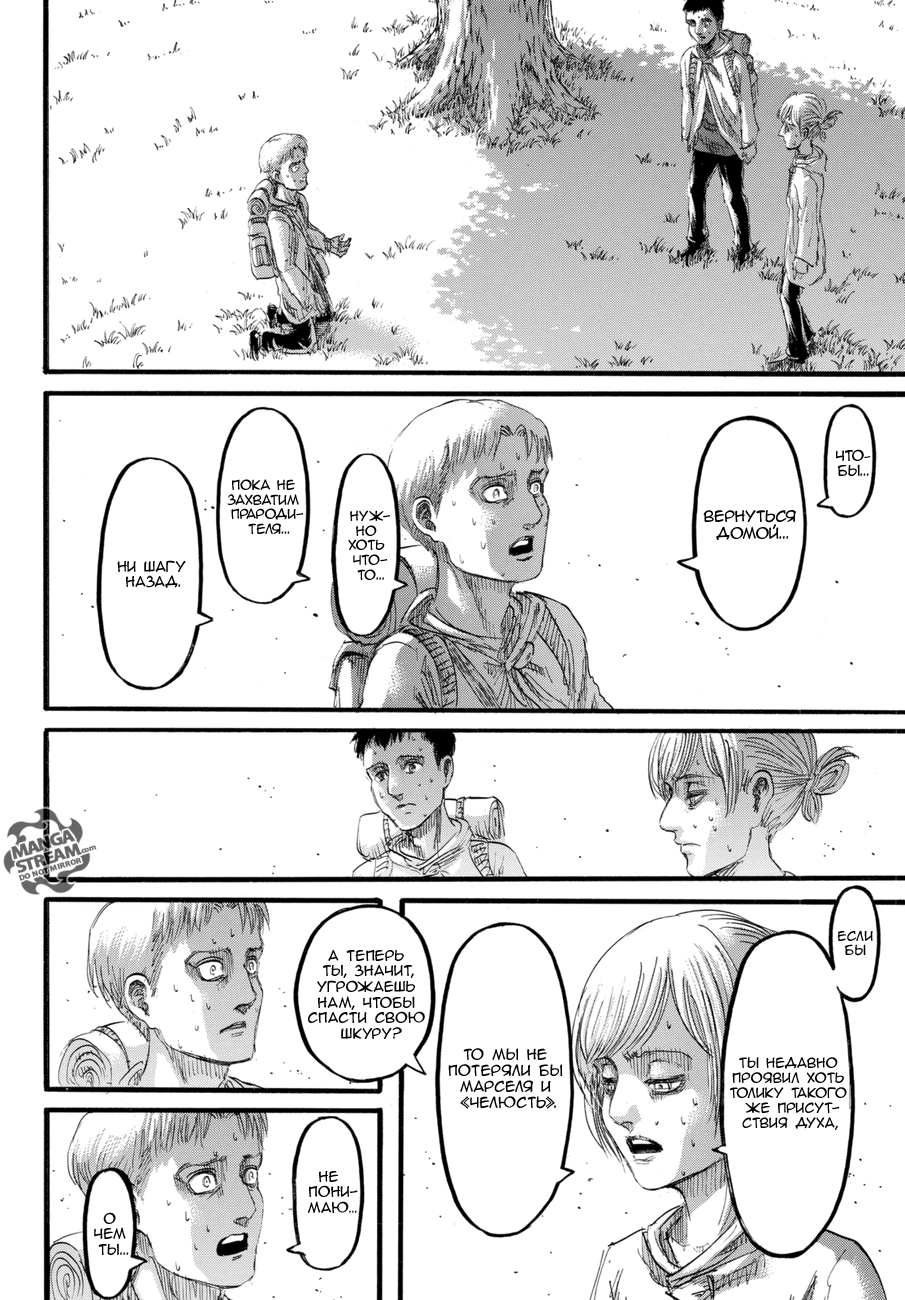 ЧТО-
БЫ...
ВЕРНУТЬСЯ
ДОМОЙ...
НУЖ-
НО
ХОТЬ
ЧТО-
ТО...
ПОКА НЕ
ЗАХВАТИМ
ПРАРОДИ-
ТЕЛЯ...
НИ ШАГУ
НАЗАД.
MANGA
STREAM.com
DO NOT MIRROR
ЕСЛИ
БЫ
ТЫ НЕДАВНО
ПРОЯВИЛ ХОТЬ
ТОЛИКУ ТАКОГО
ЖЕ ПРИСУТ-
СТВИЯ ДУХА,
ТО МЫ НЕ
ПОТЕРЯЛИ БЫ
МАРСЕЛЯ И
«ЧЕЛЮСТЬ».
А ТЕПЕРЬ
ТЫ, ЗНАЧИТ,
УГРОЖАЕШЬ
НАМ, ЧТОБЫ
СПАСТИ СВОЮ
ШКУРУ?
НЕ
ПОНИ-
МАЮ...
О
ЧЕМ
ТЫ...